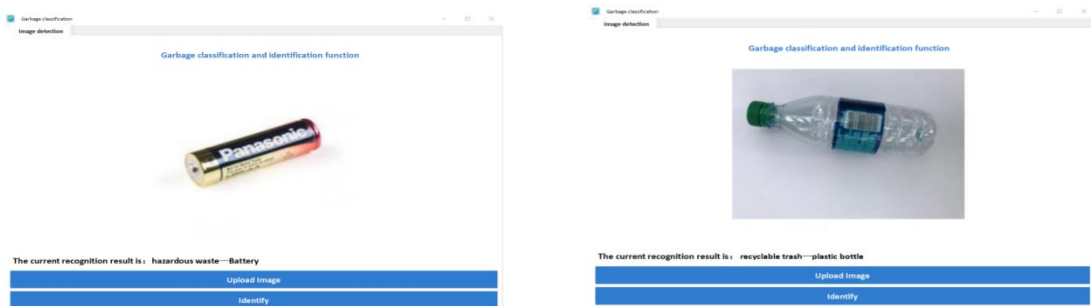 Garbage classification
Image detection
Garbage classification and identification function
Panasonic
The current recognition result is: hazardous waste—Battery
Upload Image
Identify
Garbage classification
Image detection
Garbage classification and identification function
The current recognition result is: recyclable trash—plastic bottle
Upload Image
Identify